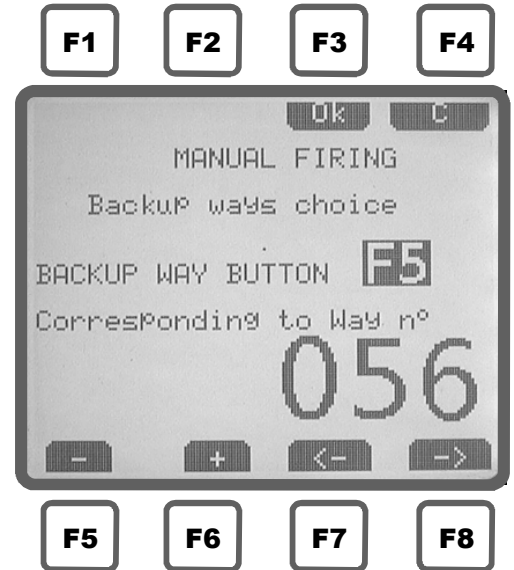 F1 F2 F3 F4
Ok C
MANUAL FIRING
Backup ways choice
BACKUP WAY BUTTON F5
Corresponding to Way nº
056
- + <- ->
F5 F6 F7 F8